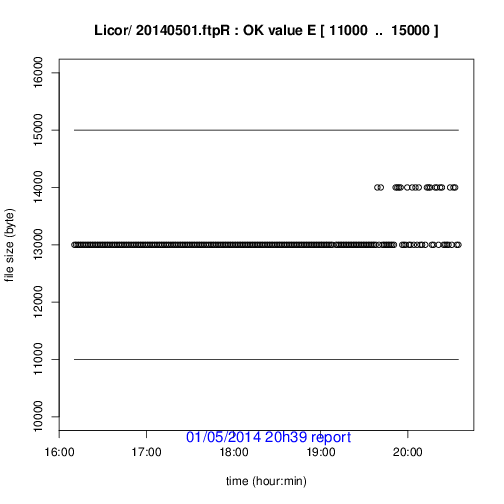 Licor/ 20140501.ftpR : OK value E [ 11000 .. 15000 ]
file size (byte)
16000
15000
14000
13000
12000
11000
10000
01/05/2014 20h39 report
16:00 17:00 18:00 19:00 20:00
time (hour:min)